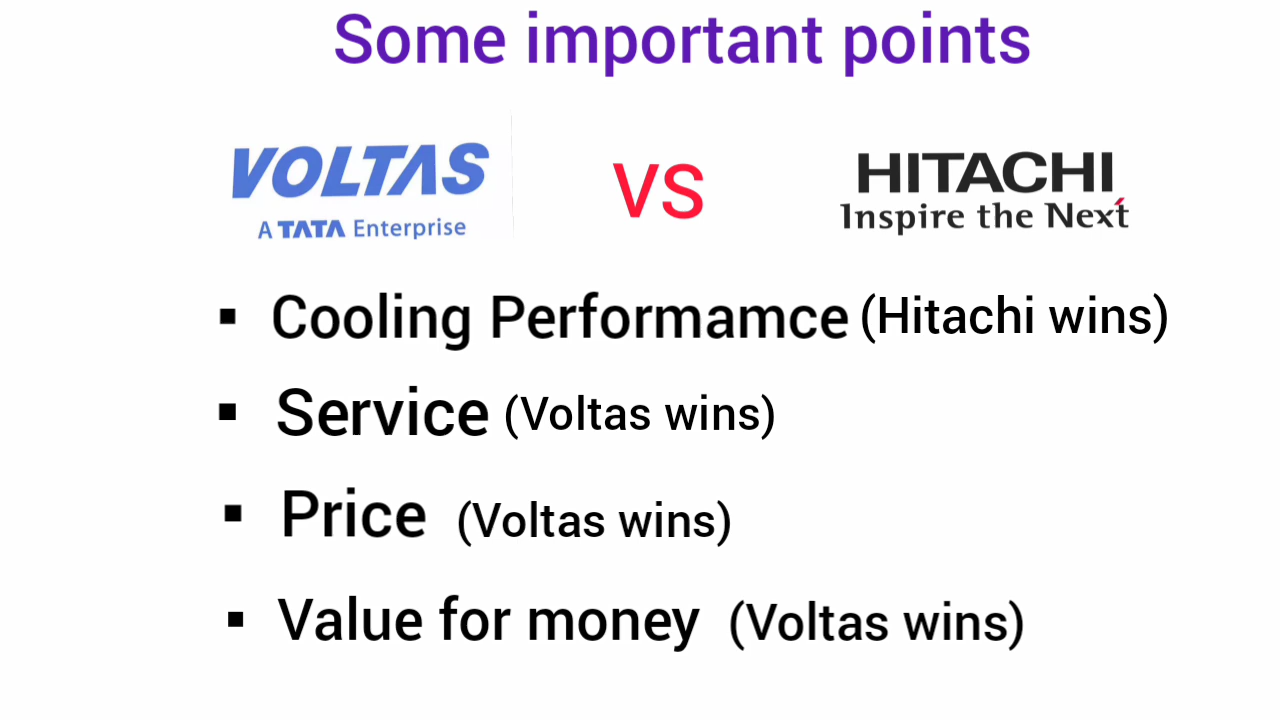 Some important points
VOLTAS
A TATA Enterprise
VS
HITACHI
Inspire the Next
▪ Cooling Performamce (Hitachi wins)
▪ Service (Voltas wins)
▪ Price (Voltas wins)
▪ Value for money (Voltas wins)